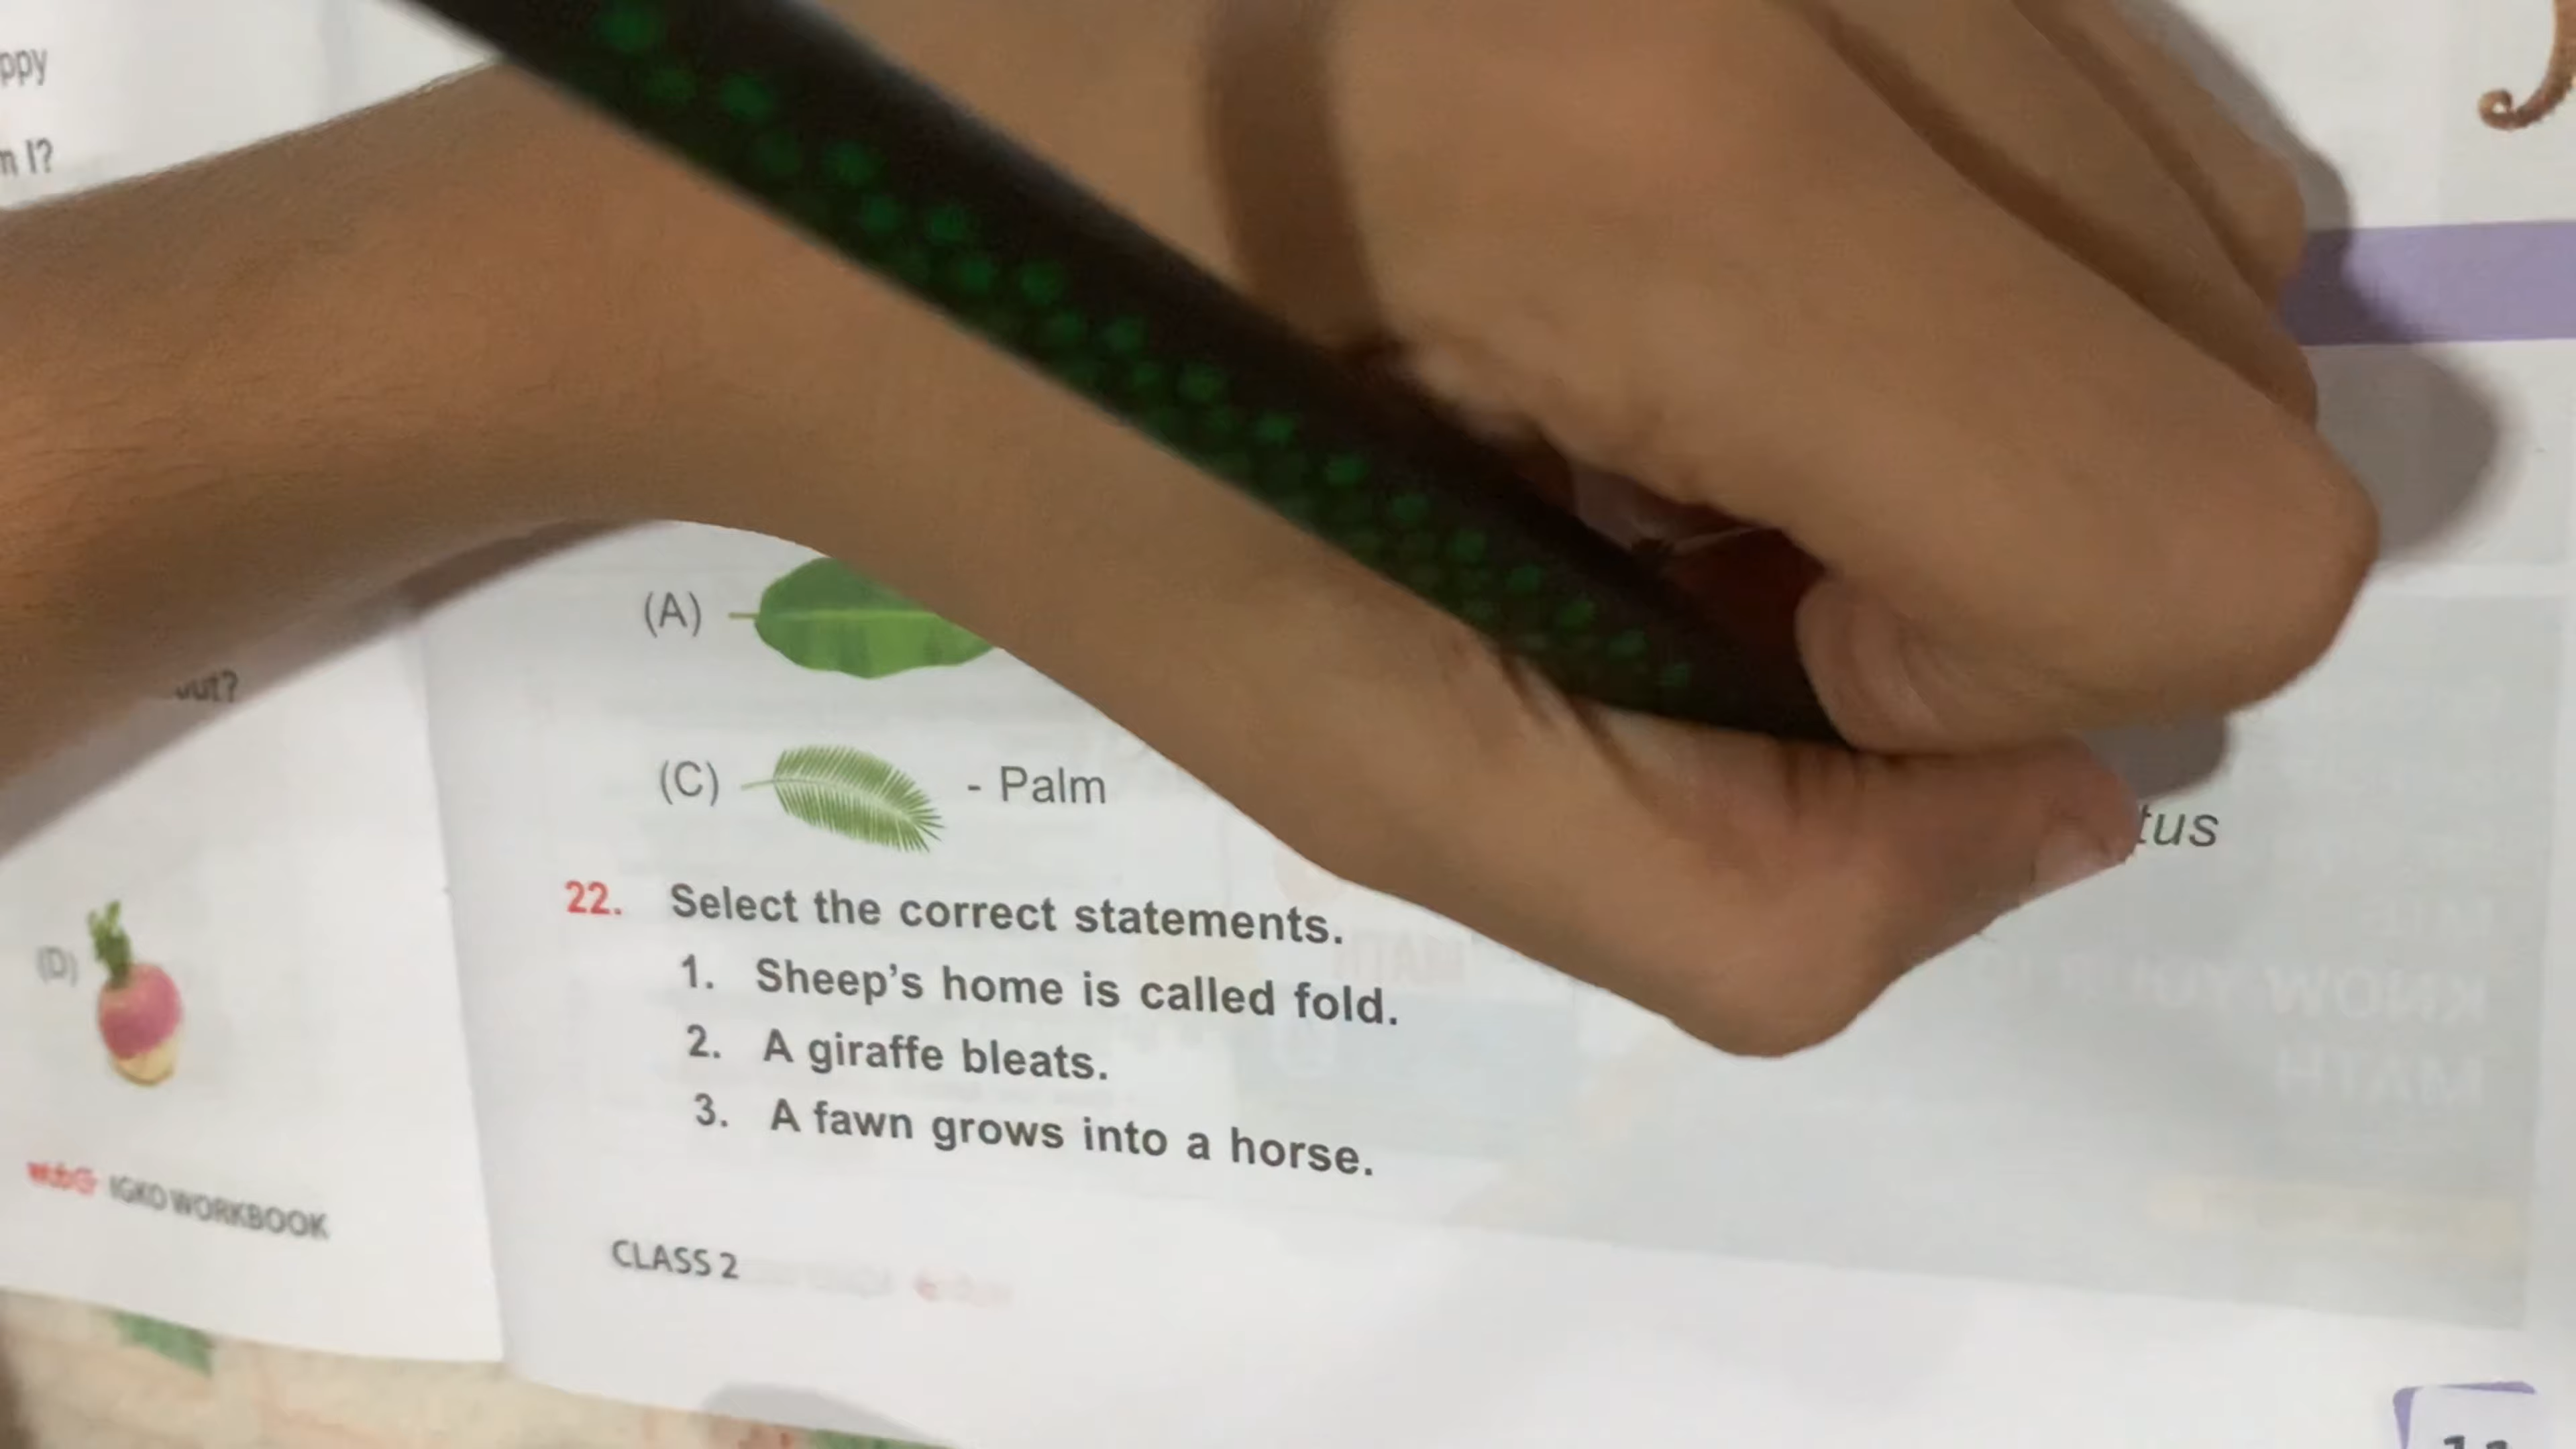 ppy
I?
out?
(D)
IGKO WORKBOOK
(A)
(C) - Palm
tus
22. Select the correct statements.
1. Sheep's home is called fold.
2. A giraffe bleats.
3. A fawn grows into a horse.
CLASS 2